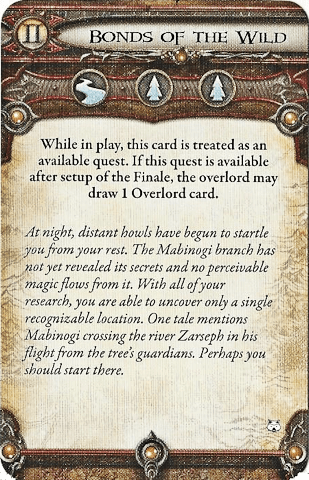 II
BONDS OF THE WILD
While in play, this card is treated as an
available quest. If this quest is available
after setup of the Finale, the overlord may
draw 1 Overlord card.
At night, distant howls have begun to startle
you from your rest. The Mabinogi branch has
not yet revealed its secrets and no perceivable
magic flows from it. With all of your
research, you are able to uncover only a single
recognizable location. One tale mentions
Mabinogi crossing the river Zarseph in his
flight from the tree's guardians. Perhaps you
should start there.